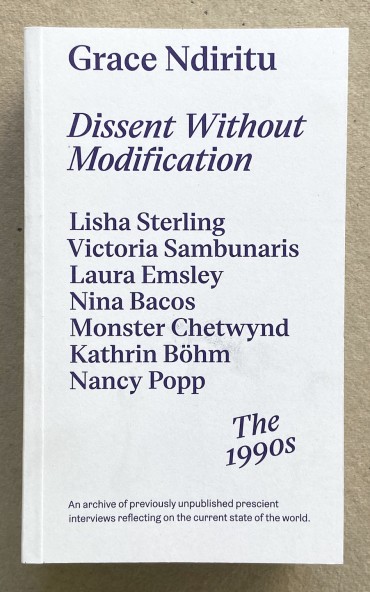 Grace Ndiritu
Dissent Without
Modification
Lisha Sterling
Victoria Sambunaris
Laura Emsley
Nina Bacos
Monster Chetwynd
Kathrin Böhm
Nancy Popp
The
1990s
An archive of previously unpublished prescient
interviews reflecting on the current state of the world.